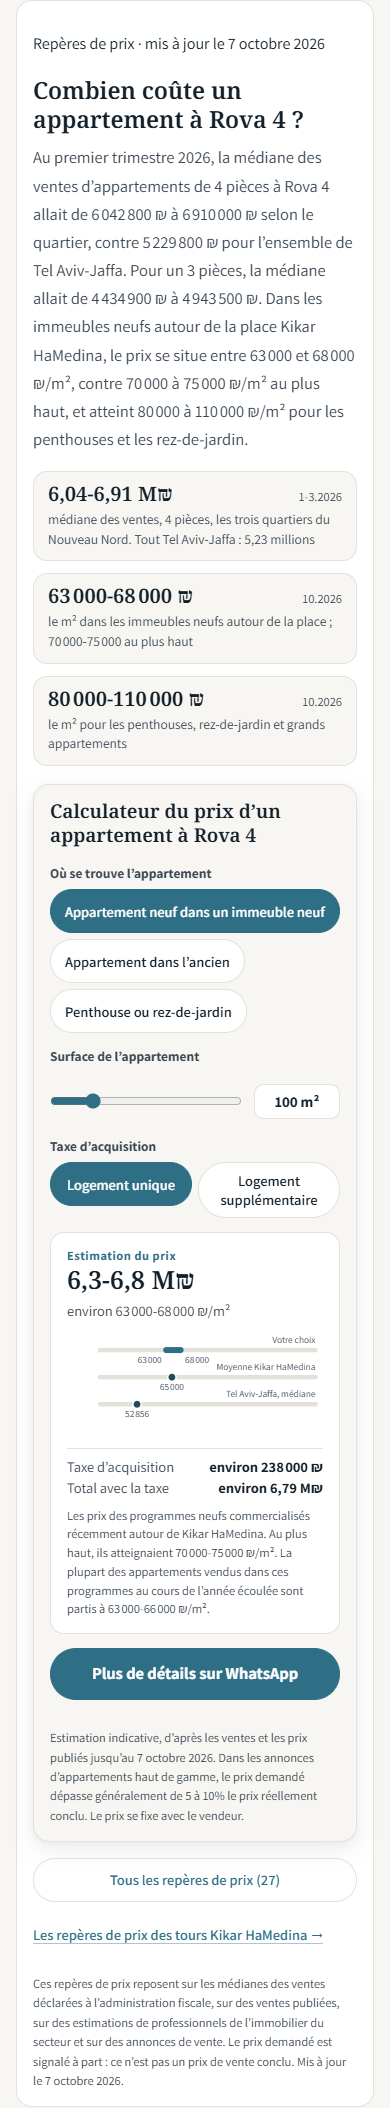 Repères de prix · mis à jour le 7 octobre 2026
Combien coûte un
appartement à Rova 4 ?
Au premier trimestre 2026, la médiane des
ventes d’appartements de 4 pièces à Rova 4
allait de 6 042 800 ₪ à 6 910 000 ₪ selon le
quartier, contre 5 229 800 ₪ pour l’ensemble de
Tel Aviv-Jaffa. Pour un 3 pièces, la médiane
allait de 4 434 900 ₪ à 4 943 500 ₪. Dans les
immeubles neufs autour de la place Kikar
HaMedina, le prix se situe entre 63 000 et 68 000
₪/m², contre 70 000 à 75 000 ₪/m² au plus
haut, et atteint 80 000 à 110 000 ₪/m² pour les
penthouses et les rez-de-jardin.
6,04-6,91 M₪
1-3.2026
médiane des ventes, 4 pièces, les trois quartiers du
Nouveau Nord. Tout Tel Aviv-Jaffa : 5,23 millions
63 000-68 000 ₪
10.2026
le m² dans les immeubles neufs autour de la place ;
70 000-75 000 au plus haut
80 000-110 000 ₪
10.2026
le m² pour les penthouses, rez-de-jardin et grands
appartements
Calculateur du prix d’un
appartement à Rova 4
Où se trouve l’appartement
Appartement neuf dans un immeuble neuf
Appartement dans l’ancien
Penthouse ou rez-de-jardin
Surface de l’appartement
100 m²
Taxe d’acquisition
Logement unique
Logement
supplémentaire
Estimation du prix
6,3-6,8 M₪
environ 63 000-68 000 ₪/m²
Votre choix
63 000 68 000
Moyenne Kikar HaMedina
65 000
Tel Aviv-Jaffa, médiane
52 856
Taxe d’acquisition environ 238 000 ₪
Total avec la taxe environ 6,79 M₪
Les prix des programmes neufs commercialisés
récemment autour de Kikar HaMedina. Au plus
haut, ils atteignaient 70 000-75 000 ₪/m². La
plupart des appartements vendus dans ces
programmes au cours de l’année écoulée sont
partis à 63 000-66 000 ₪/m².
Plus de détails sur WhatsApp
Estimation indicative, d’après les ventes et les prix
publiés jusqu’au 7 octobre 2026. Dans les annonces
d’appartements haut de gamme, le prix demandé
dépasse généralement de 5 à 10% le prix réellement
conclu. Le prix se fixe avec le vendeur.
Tous les repères de prix (27)
Les repères de prix des tours Kikar HaMedina →
Ces repères de prix reposent sur les médianes des ventes
déclarées à l’administration fiscale, sur des ventes publiées,
sur des estimations de professionnels de l’immobilier du
secteur et sur des annonces de vente. Le prix demandé est
signalé à part : ce n’est pas un prix de vente conclu. Mis à jour
le 7 octobre 2026.